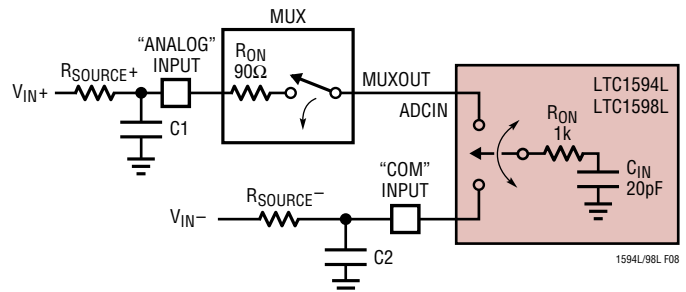 MUX
"ANALOG"
INPUT
RSOURCE+
VIN+
C1
RON
90Ω
MUXOUT
ADCIN
LTC1594L
LTC1598L
RON
1k
CIN
20pF
"COM"
INPUT
RSOURCE–
VIN–
C2
1594L/98L F08